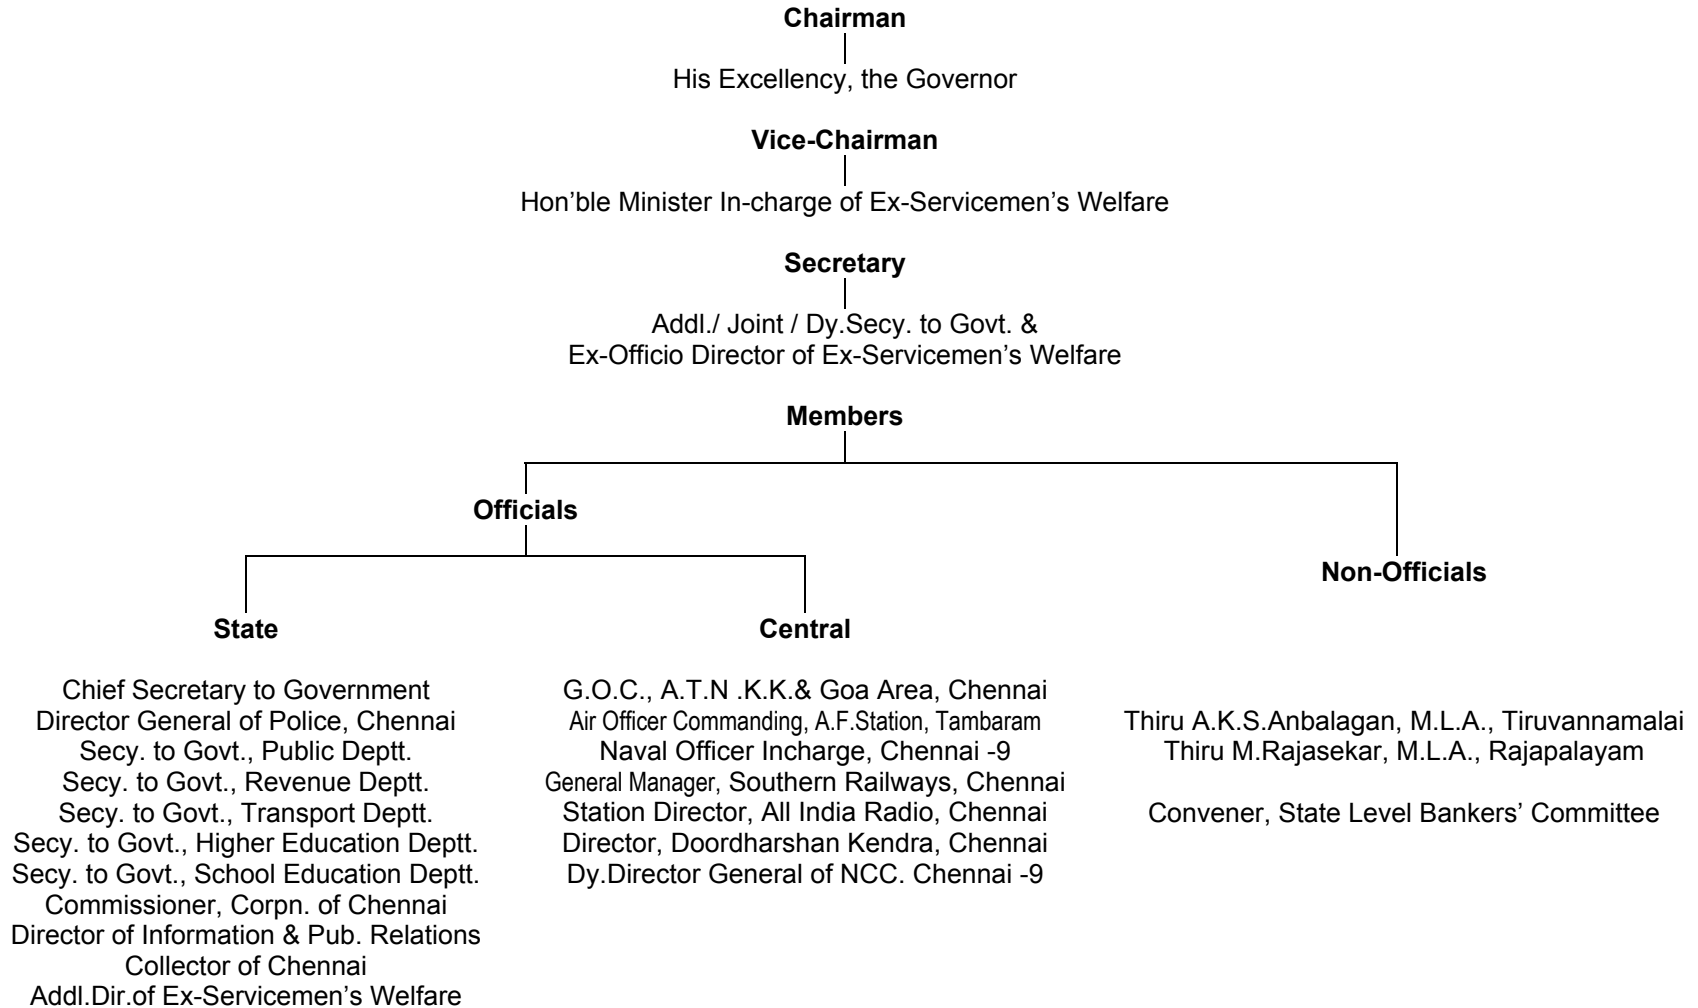 Chairman
His Excellency, the Governor
Vice-Chairman
Hon’ble Minister In-charge of Ex-Servicemen’s Welfare
Secretary
Addl./ Joint / Dy.Secy. to Govt. &
Ex-Officio Director of Ex-Servicemen’s Welfare
Members
Officials
Non-Officials
State
Chief Secretary to Government
Director General of Police, Chennai
Secy. to Govt., Public Deptt.
Secy. to Govt., Revenue Deptt.
Secy. to Govt., Transport Deptt.
Secy. to Govt., Higher Education Deptt.
Secy. to Govt., School Education Deptt.
Commissioner, Corpn. of Chennai
Director of Information & Pub. Relations
Collector of Chennai
Addl.Dir.of Ex-Servicemen’s Welfare
Central
G.O.C., A.T.N .K.K.& Goa Area, Chennai
Air Officer Commanding, A.F.Station, Tambaram
Naval Officer Incharge, Chennai -9
General Manager, Southern Railways, Chennai
Station Director, All India Radio, Chennai
Director, Doordharshan Kendra, Chennai
Dy.Director General of NCC. Chennai -9
Thiru A.K.S.Anbalagan, M.L.A., Tiruvannamalai
Thiru M.Rajasekar, M.L.A., Rajapalayam
Convener, State Level Bankers’ Committee